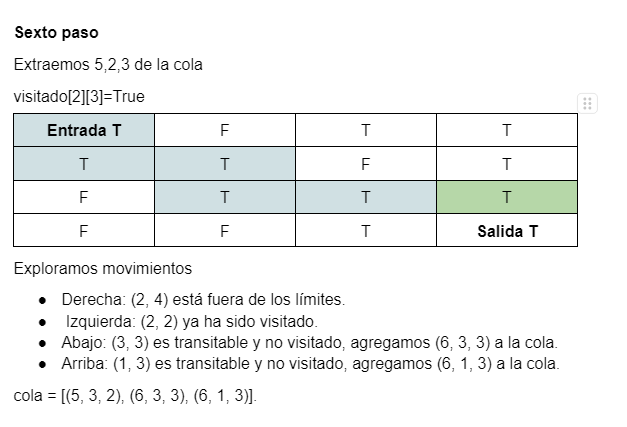 Sexto paso
Extraemos 5,2,3 de la cola
visitado[2][3]=True
Entrada T F T T
T T F T
F T T T
F F T Salida T
Exploramos movimientos
● Derecha: (2, 4) está fuera de los límites.
● Izquierda: (2, 2) ya ha sido visitado.
● Abajo: (3, 3) es transitable y no visitado, agregamos (6, 3, 3) a la cola.
● Arriba: (1, 3) es transitable y no visitado, agregamos (6, 1, 3) a la cola.
cola = [(5, 3, 2), (6, 3, 3), (6, 1, 3)].